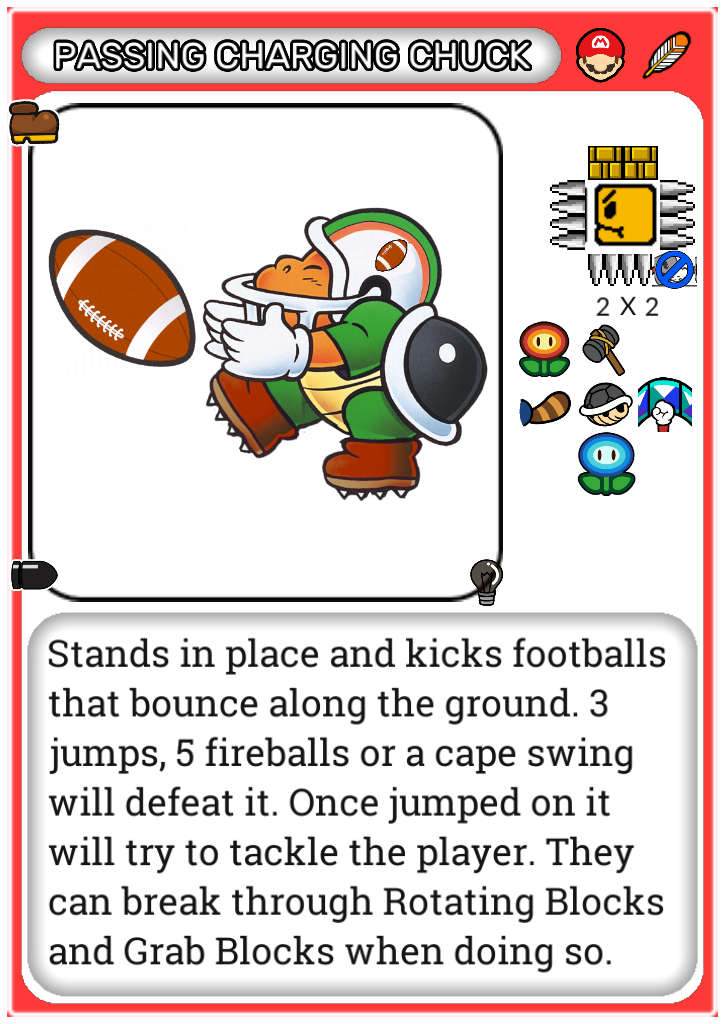 PASSING CHARGING CHUCK
2 X 2
Stands in place and kicks footballs
that bounce along the ground. 3
jumps, 5 fireballs or a cape swing
will defeat it. Once jumped on it
will try to tackle the player. They
can break through Rotating Blocks
and Grab Blocks when doing so.